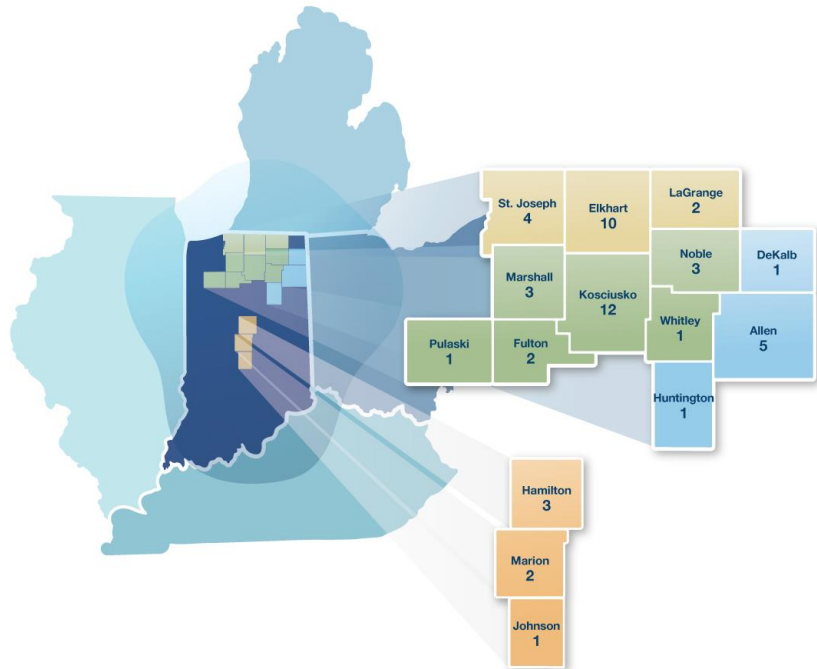 St. Joseph
4
Elkhart
10
LaGrange
2
Noble
3
DeKalb
1
Marshall
3
Kosciusko
12
Whitley
1
Allen
5
Pulaski
1
Fulton
2
Huntington
1
Hamilton
3
Marion
2
Johnson
1